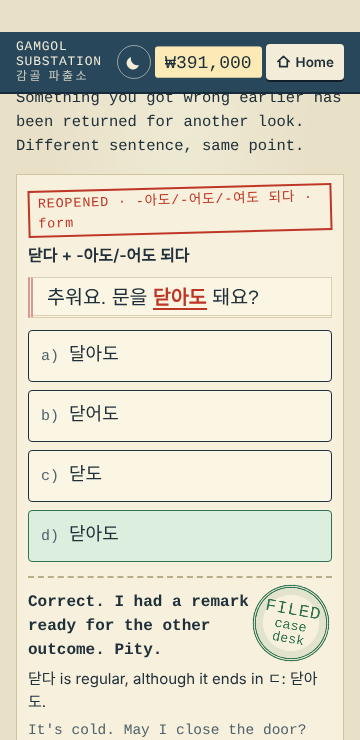 GAMGOL
SUBSTATION
감골 파출소
₩391,000
Home
Something you got wrong earlier has
been returned for another look.
Different sentence, same point.
REOPENED · -아도/-어도/-여도 되다 ·
form
닫다 + -아도/-어도 되다
추워요. 문을 닫아도 돼요?
a) 달아도
b) 닫어도
c) 닫도
d) 닫아도
Correct. I had a remark
ready for the other
outcome. Pity.
FILED
case
desk
닫다 is regular, although it ends in ㄷ: 닫아
도.
It's cold. May I close the door?